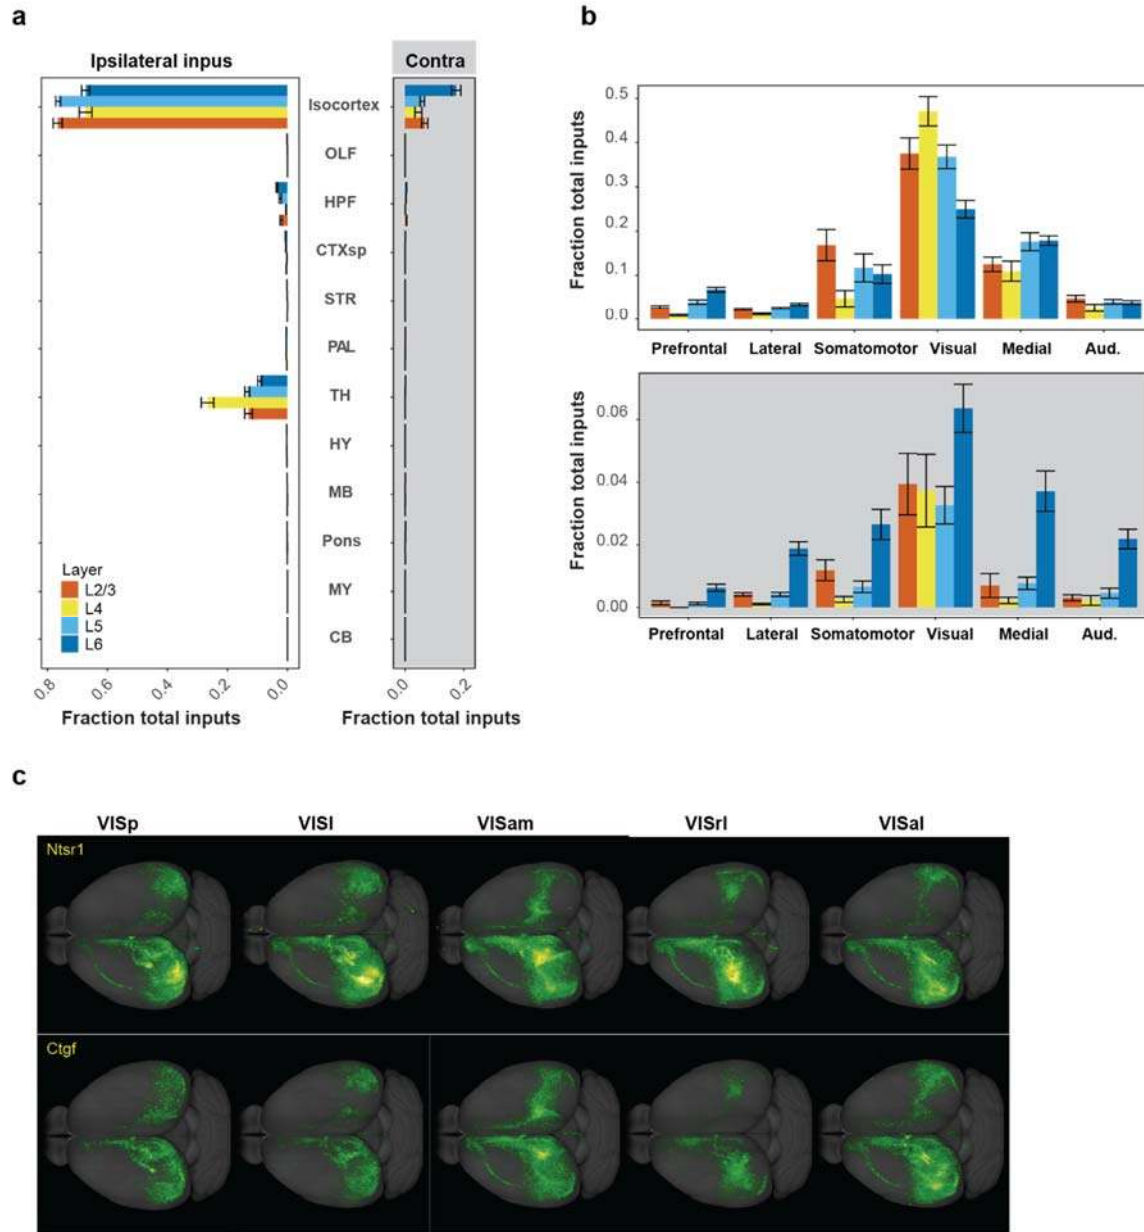 a
Ipsilateral inpus
Contra
Isocortex
OLF
HPF
CTXsp
STR
PAL
TH
HY
MB
Pons
MY
CB
Layer
L2/3
L4
L5
L6
0.8
0.6
0.4
0.2
0.0
0.0
0.2
Fraction total inputs
Fraction total inputs
b
Fraction total inputs
0.5
0.4
0.3
0.2
0.1
0.0
Prefrontal Lateral Somatomotor Visual Medial Aud.
Fraction total inputs
0.06
0.04
0.02
0.00
Prefrontal Lateral Somatomotor Visual Medial Aud.
c
VISp VISl VISam VISrl VISal
Ntsr1
Ctgf